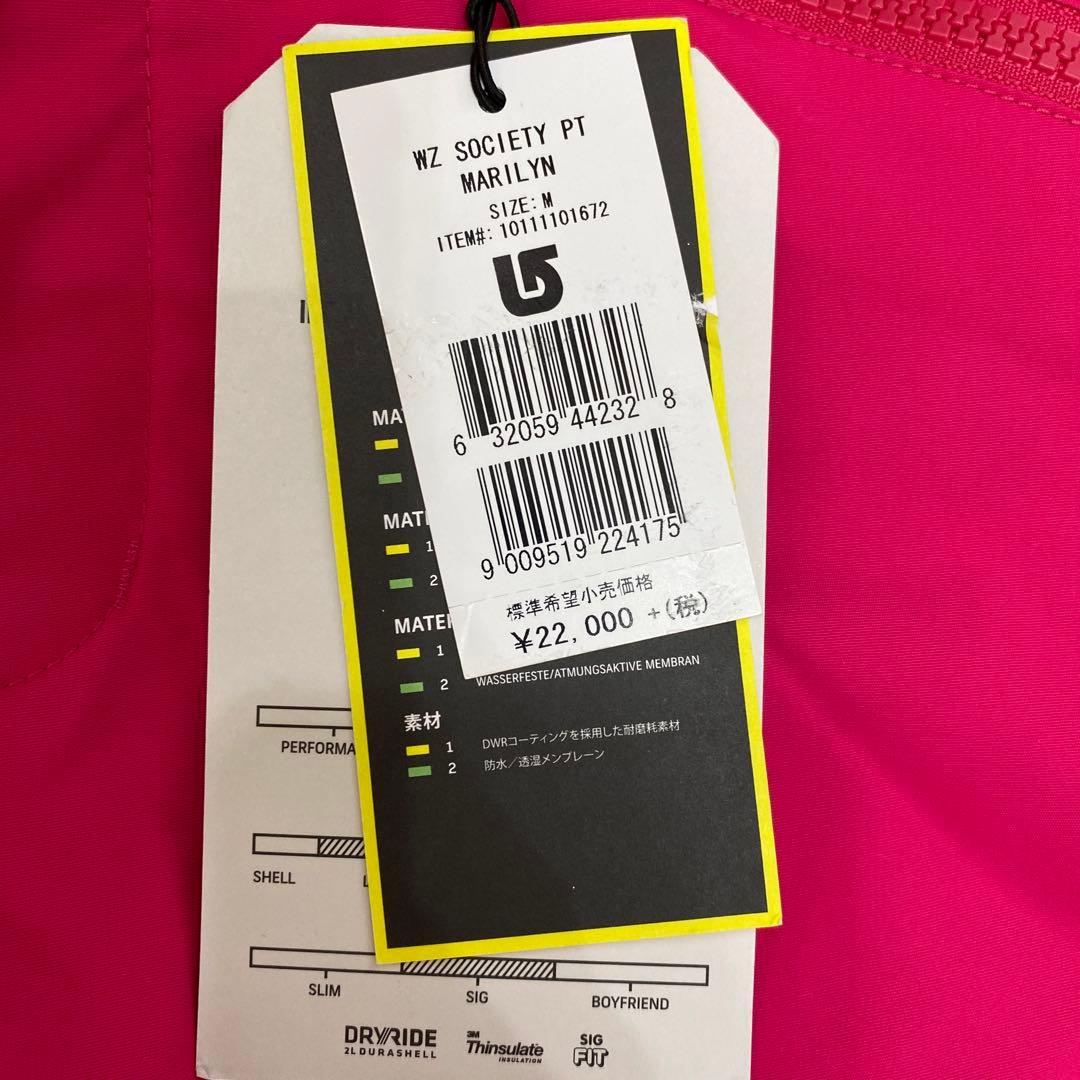 WZ SOCIETY PT
MARILYN
SIZE: M
ITEM#: 10111101672
6 32059 44232 8
9 009519 224175
標準希望小売価格
¥22,000 +(税)
1
2
1
2
WASSERFESTE/ATMUNGSAKTIVE MEMBRAN
素材
1 DWRコーティングを採用した耐磨耗素材
2 防水／透湿メンブレーン
SHELL
SLIM SIG BOYFRIEND
DRYRIDE
2L DURASHELL
3M
Thinsulate
INSULATION
SIG
FIT